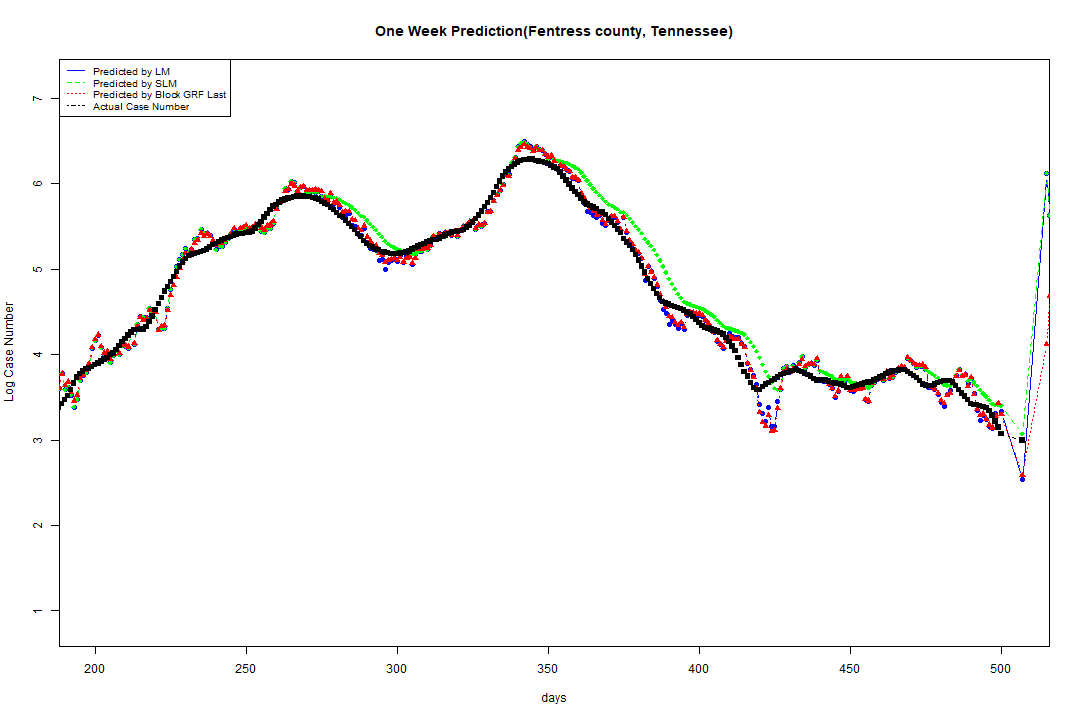 One Week Prediction(Fentress county, Tennessee)
Predicted by LM
Predicted by SLM
Predicted by Block GRF Last
Actual Case Number
7
6
5
4
3
2
1
Log Case Number
200 250 300 350 400 450 500
days